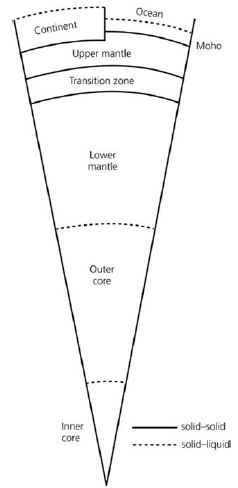 Continent
Ocean
Moho
Upper mantle
Transition zone
Lower
mantle
Outer
core
Inner
core
solid–solid
solid–liquid